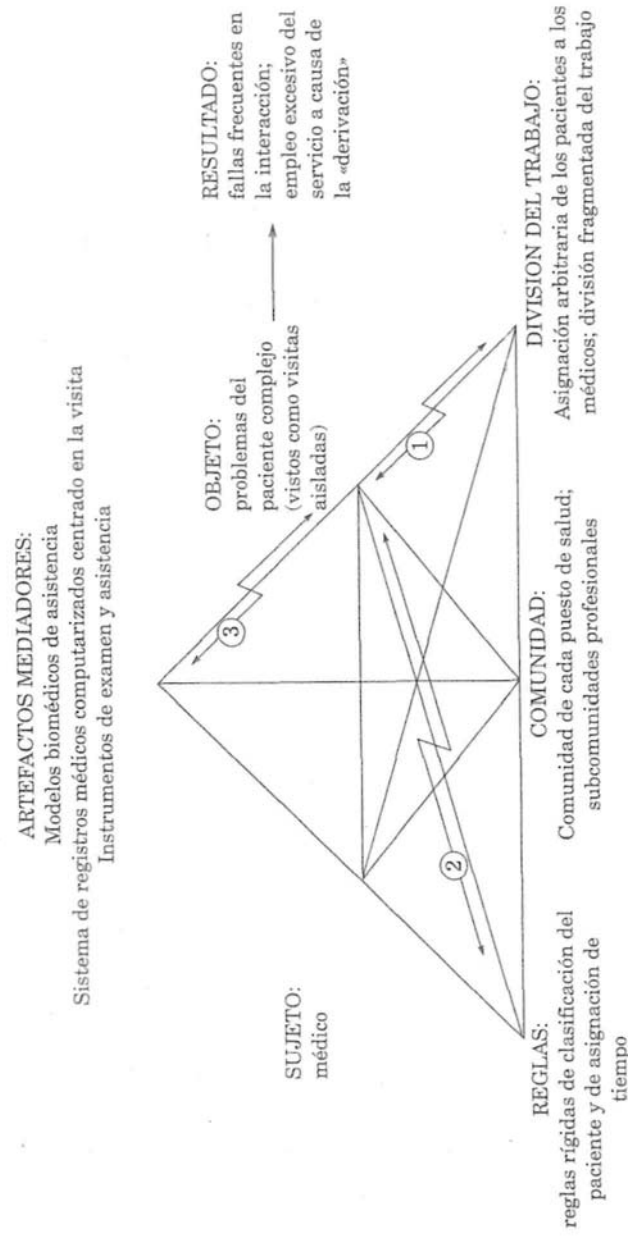 ARTEFACTOS MEDIADORES:
Modelos biomédicos de asistencia
Sistema de registros médicos computarizados centrado en la visita
Instrumentos de examen y asistencia
SUJETO:
médico
OBJETO:
problemas del
paciente complejo
(vistos como visitas
aisladas)
RESULTADO:
fallas frecuentes en
la interacción;
empleo excesivo del
servicio a causa de
la «derivación»
3
1
2
REGLAS:
reglas rígidas de clasificación del
paciente y de asignación de
tiempo
COMUNIDAD:
Comunidad de cada puesto de salud;
subcomunidades profesionales
DIVISION DEL TRABAJO:
Asignación arbitraria de los pacientes a los
médicos; división fragmentada del trabajo